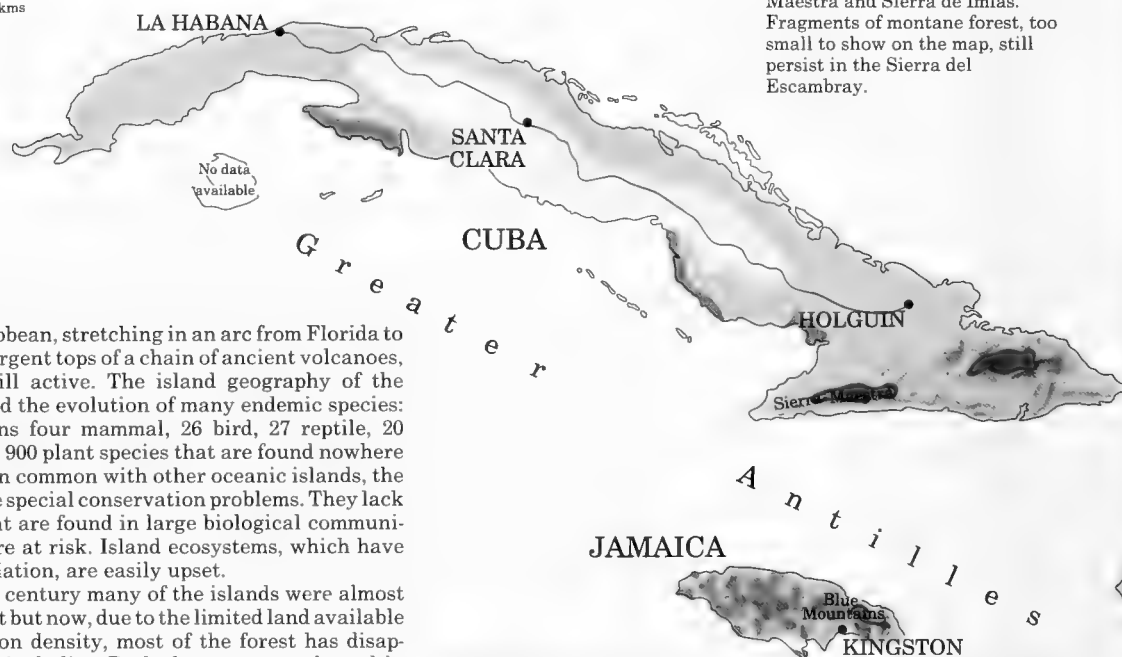 kms
LA HABANA
Maestra and Sierra de Imias.
Fragments of montane forest, too
small to show on the map, still
persist in the Sierra del
Escambray.
SANTA
CLARA
No data
available
CUBA
Greater
HOLGUIN
Sierra Maestra
bbean, stretching in an arc from Florida to
rgent tops of a chain of ancient volcanoes,
ill active. The island geography of the
d the evolution of many endemic species:
ns four mammal, 26 bird, 27 reptile, 20
900 plant species that are found nowhere
n common with other oceanic islands, the
e special conservation problems. They lack
at are found in large biological communi-
re at risk. Island ecosystems, which have
iation, are easily upset.
century many of the islands were almost
t but now, due to the limited land available
on density, most of the forest has disap-
Antilles
JAMAICA
Blue
Mountains
KINGSTON